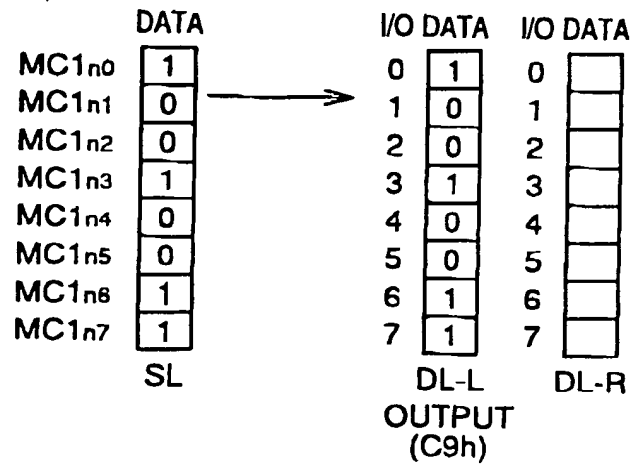 DATA I/O DATA I/O DATA
MC1n0 1 0 1 0
MC1n1 0 1 0 1
MC1n2 0 2 0 2
MC1n3 1 3 1 3
MC1n4 0 4 0 4
MC1n5 0 5 0 5
MC1n6 1 6 1 6
MC1n7 1 7 1 7
SL DL-L DL-R
OUTPUT
(C9h)